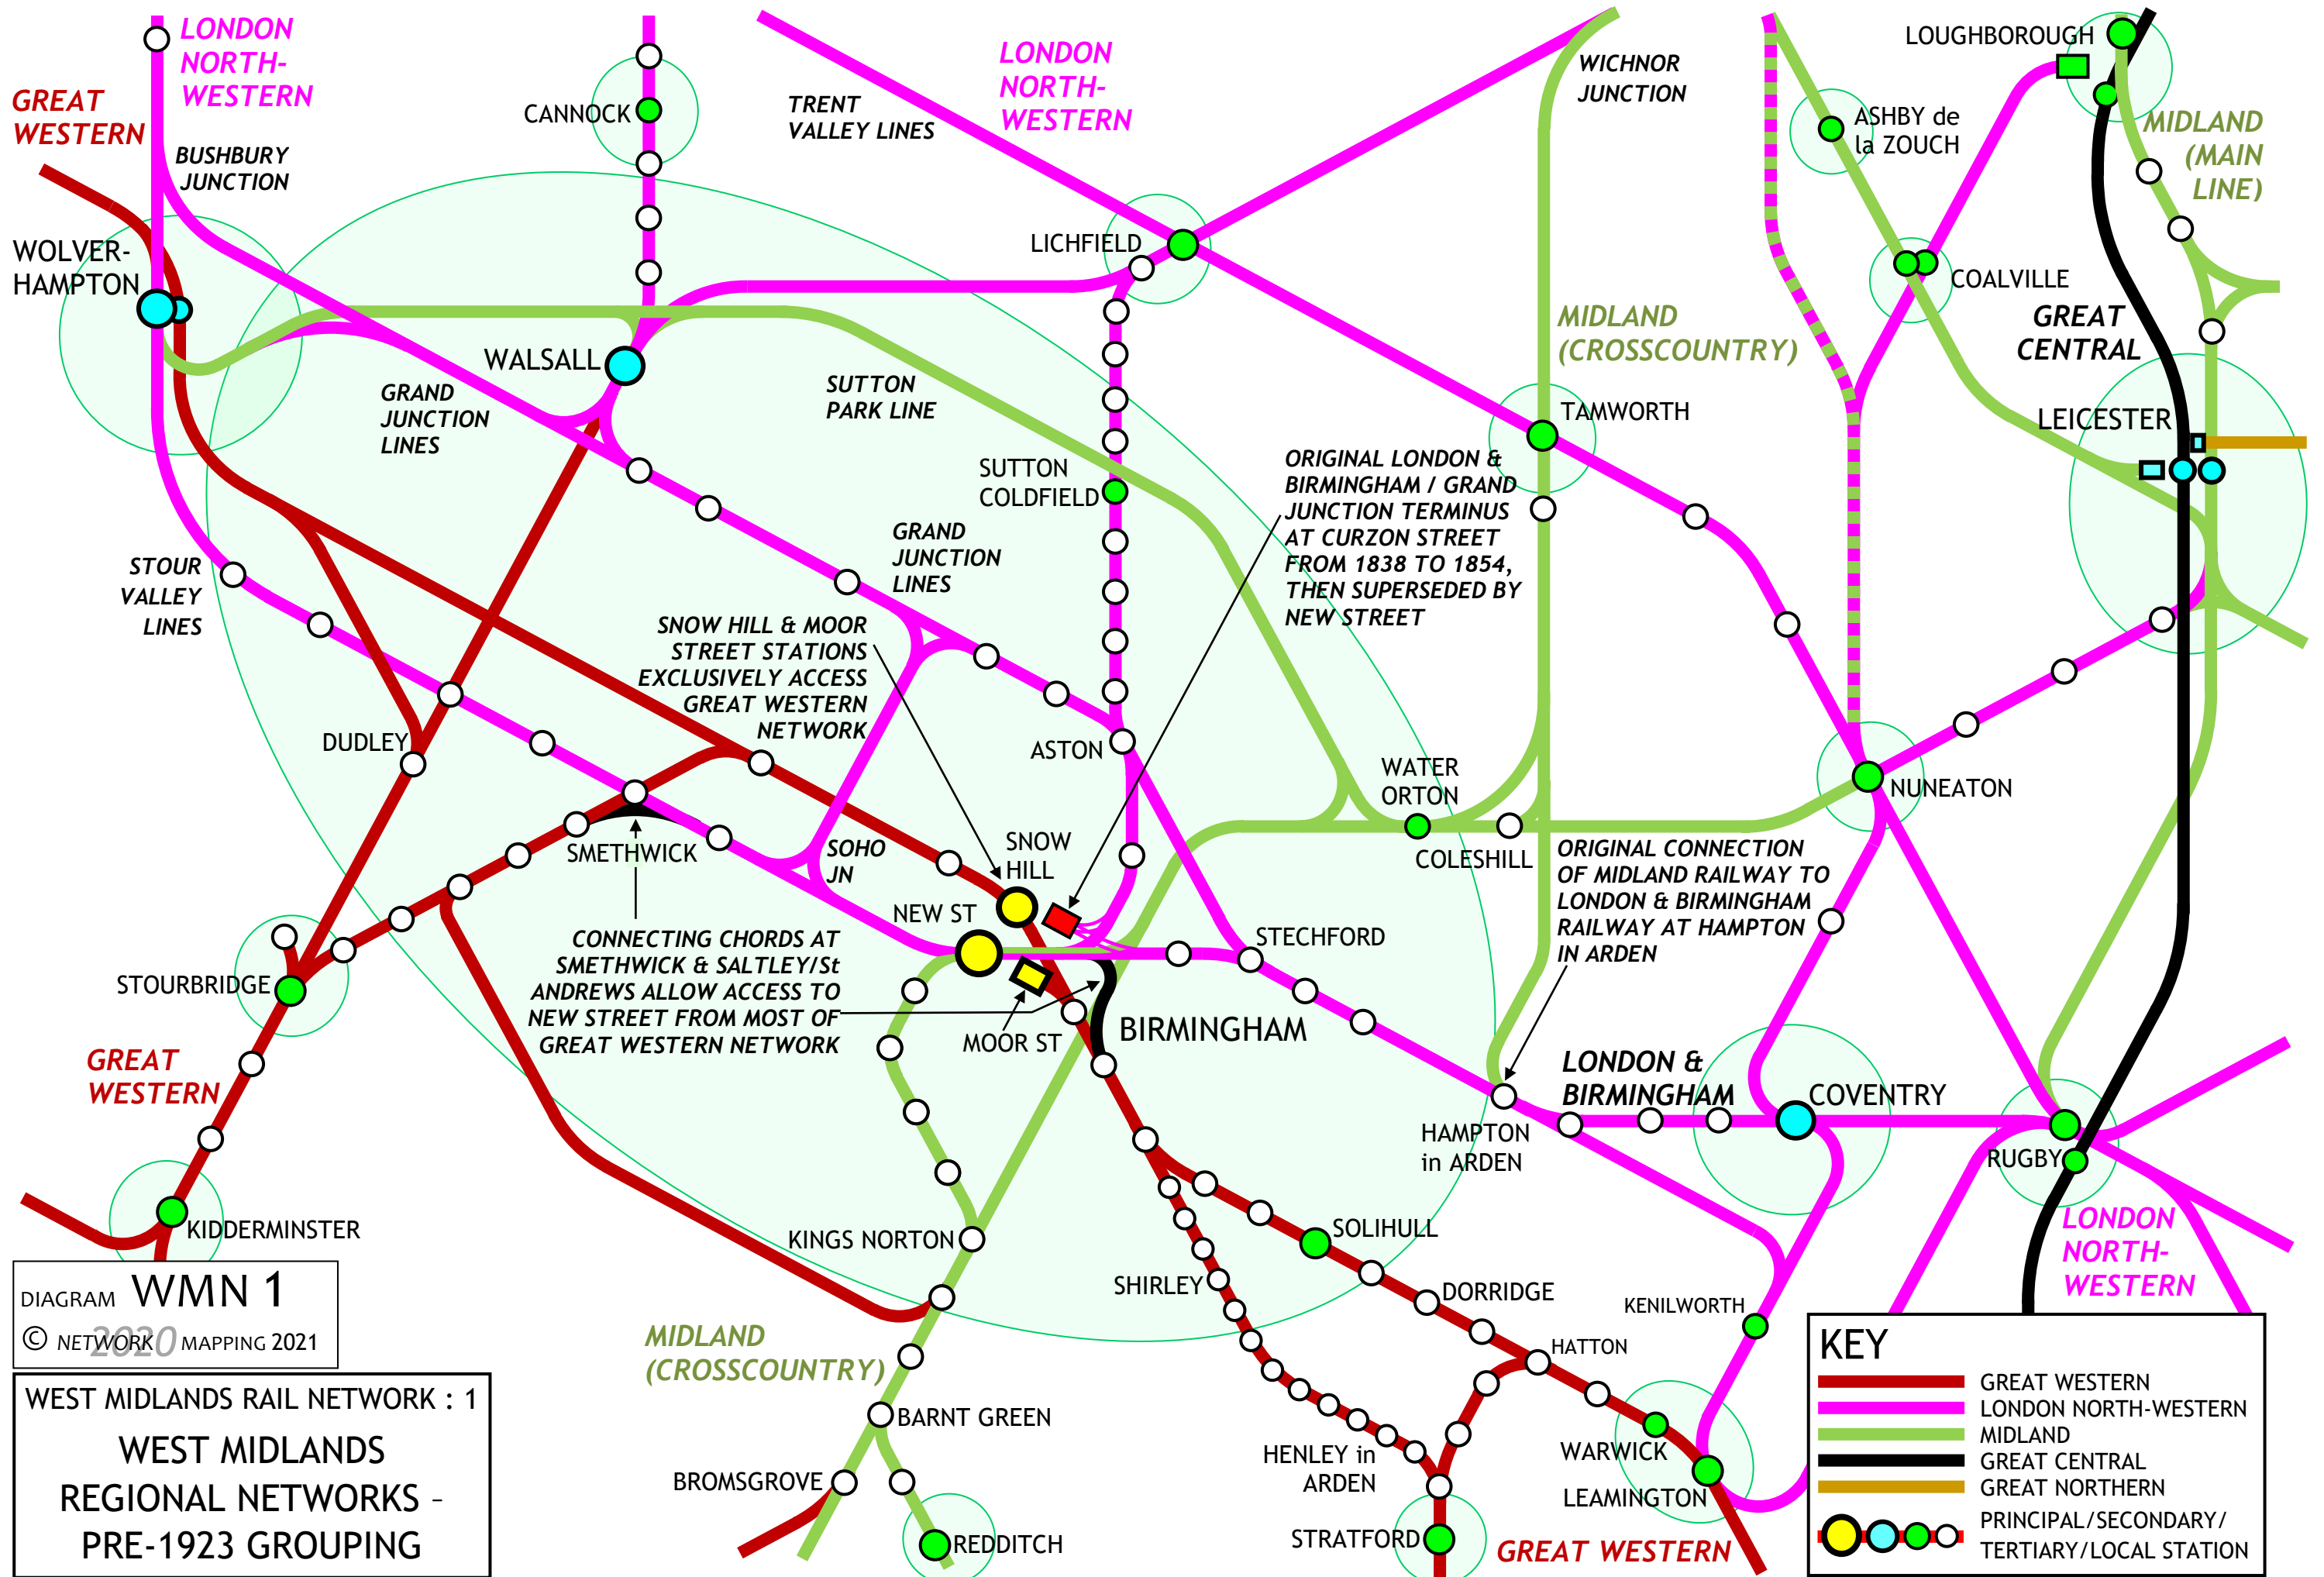 LONDON
NORTH-
WESTERN
GREAT
WESTERN
BUSHBURY
JUNCTION
WOLVER-
HAMPTON
CANNOCK
TRENT
VALLEY LINES
LONDON
NORTH-
WESTERN
WICHNOR
JUNCTION
LOUGHBOROUGH
ASHBY de
la ZOUCH
MIDLAND
(MAIN
LINE)
LICHFIELD
COALVILLE
GREAT
CENTRAL
MIDLAND
(CROSSCOUNTRY)
WALSALL
GRAND
JUNCTION
LINES
SUTTON
PARK LINE
TAMWORTH
LEICESTER
SUTTON
COLDFIELD
ORIGINAL LONDON &
BIRMINGHAM / GRAND
JUNCTION TERMINUS
AT CURZON STREET
FROM 1838 TO 1854,
THEN SUPERSEDED BY
NEW STREET
GRAND
JUNCTION
LINES
STOUR
VALLEY
LINES
SNOW HILL & MOOR
STREET STATIONS
EXCLUSIVELY ACCESS
GREAT WESTERN
NETWORK
DUDLEY
ASTON
WATER
ORTON
NUNEATON
SMETHWICK
SOHO
JN
SNOW
HILL
COLESHILL
ORIGINAL CONNECTION
OF MIDLAND RAILWAY TO
LONDON & BIRMINGHAM
RAILWAY AT HAMPTON
IN ARDEN
NEW ST
CONNECTING CHORDS AT
SMETHWICK & SALTLEY/St
ANDREWS ALLOW ACCESS TO
NEW STREET FROM MOST OF
GREAT WESTERN NETWORK
STECHFORD
STOURBRIDGE
MOOR ST
BIRMINGHAM
GREAT
WESTERN
LONDON &
BIRMINGHAM
COVENTRY
HAMPTON
in ARDEN
RUGBY
KIDDERMINSTER
KINGS NORTON
SOLIHULL
LONDON
NORTH-
WESTERN
SHIRLEY
DORRIDGE
KENILWORTH
DIAGRAM WMN 1
© NETWORK 2020 MAPPING 2021
MIDLAND
(CROSSCOUNTRY)
HATTON
WEST MIDLANDS RAIL NETWORK : 1
WEST MIDLANDS
REGIONAL NETWORKS –
PRE-1923 GROUPING
BARNT GREEN
BROMSGROVE
HENLEY in
ARDEN
WARWICK
LEAMINGTON
REDDITCH
STRATFORD
GREAT WESTERN
KEY
GREAT WESTERN
LONDON NORTH-WESTERN
MIDLAND
GREAT CENTRAL
GREAT NORTHERN
PRINCIPAL/SECONDARY/
TERTIARY/LOCAL STATION